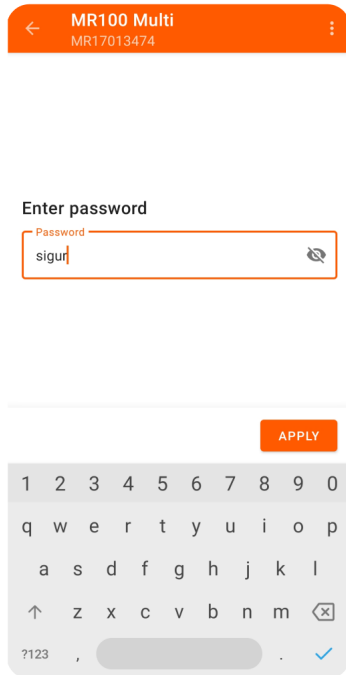 MR100 Multi
MR17013474
Enter password
Password
sigur
APPLY
1 2 3 4 5 6 7 8 9 0
q w e r t y u i o p
a s d f g h j k l
z x c v b n m
?123 , .